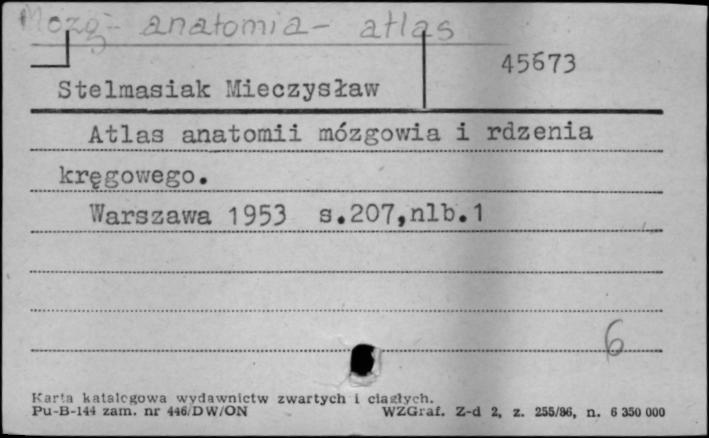 Mózg - anatomia - atlas
45673
Stelmasiak Mieczysław
Atlas anatomii mózgowia i rdzenia
kręgowego.
Warszawa 1953 s.207,nlb.1
6
Karta katalogowa wydawnictw zwartych i ciągłych.
Pu-B-144 zam. nr 446/DW/ON WZGraf. Z-d 2, z. 255/86, n. 6 350 000